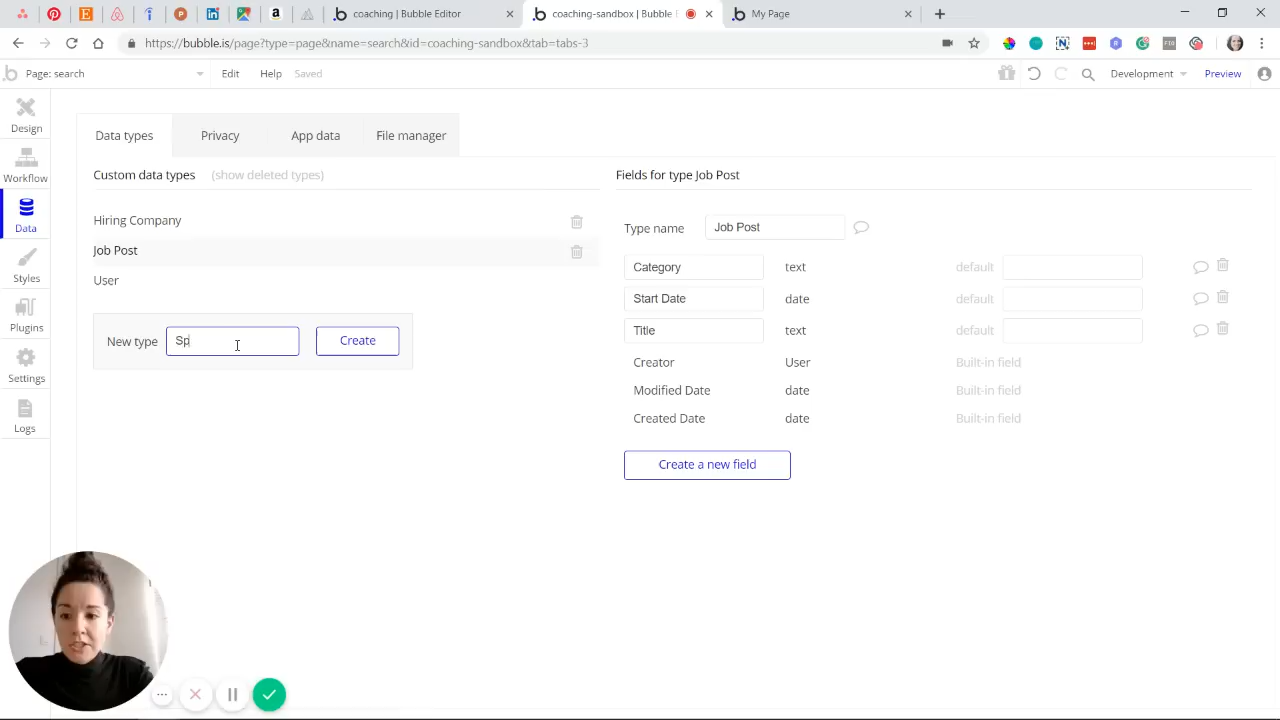 coaching | Bubble Editor
coaching-sandbox | Bubble E
My Page
https://bubble.is/page?type=page&name=search&id=coaching-sandbox&tab=tabs-3
Page: search
Edit
Help
Saved
Development
Preview
Design
Workflow
Data
Styles
Plugins
Settings
Logs
Data types
Privacy
App data
File manager
Custom data types
(show deleted types)
Hiring Company
Job Post
User
New type
Sp
Create
Fields for type Job Post
Type name
Job Post
Category text default
Start Date date default
Title text default
Creator User Built-in field
Modified Date date Built-in field
Created Date date Built-in field
Create a new field